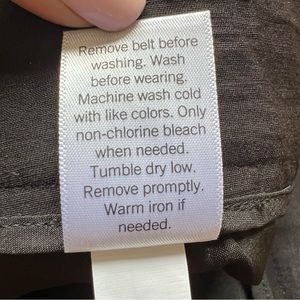 Remove belt before
washing. Wash
before wearing.
Machine wash cold
with like colors. Only
non-chlorine bleach
when needed.
Tumble dry low.
Remove promptly.
Warm iron if
needed.